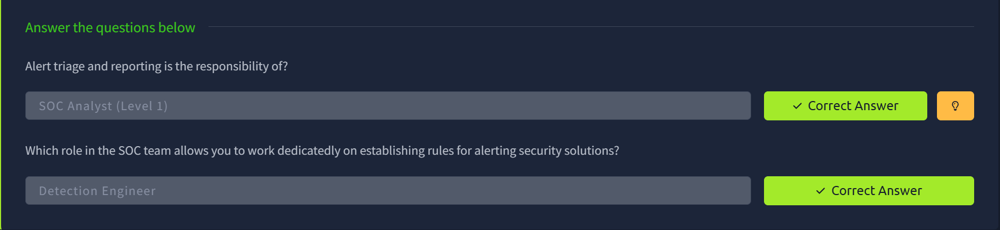 Answer the questions below
Alert triage and reporting is the responsibility of?
SOC Analyst (Level 1)
✓ Correct Answer
Which role in the SOC team allows you to work dedicatedly on establishing rules for alerting security solutions?
Detection Engineer
✓ Correct Answer